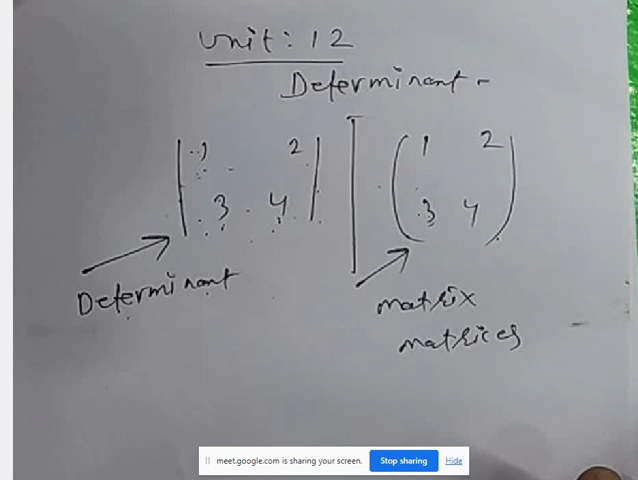 Unit: 12
Determinant -
1 2
3 4
1 2
3 4
Determinant
matrix
matrices
meet.google.com is sharing your screen. Stop sharing Hide